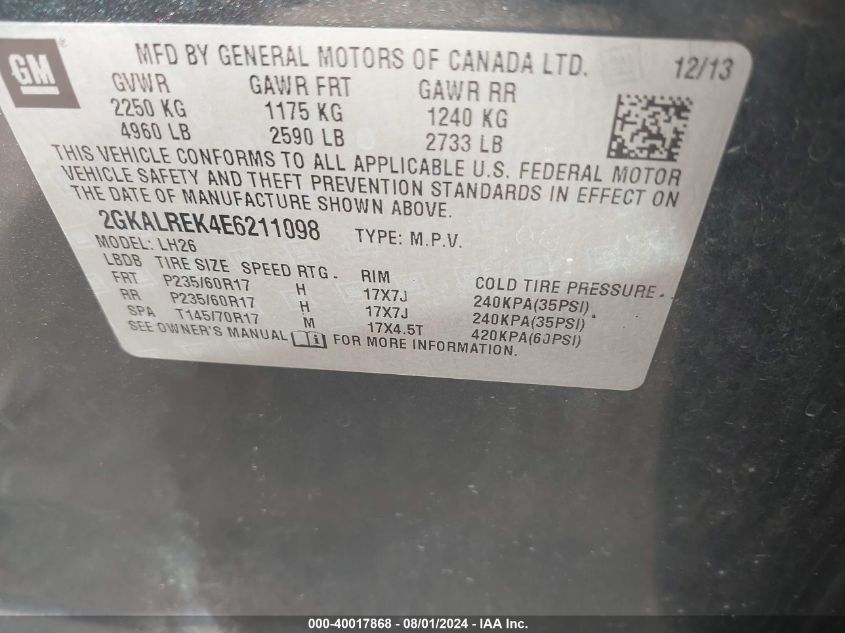 GM
MFD BY GENERAL MOTORS OF CANADA LTD. 12/13
GVWR GAWR FRT GAWR RR
2250 KG 1175 KG 1240 KG
4960 LB 2590 LB 2733 LB
THIS VEHICLE CONFORMS TO ALL APPLICABLE U.S. FEDERAL MOTOR
VEHICLE SAFETY AND THEFT PREVENTION STANDARDS IN EFFECT ON
THE DATE OF MANUFACTURE SHOWN ABOVE.
2GKALREK4E6211098 TYPE: M.P.V.
MODEL: LH26
LBDB TIRE SIZE SPEED RTG. RIM COLD TIRE PRESSURE
FRT P235/60R17 H 17X7J 240KPA(35PSI)
RR P235/60R17 H 17X7J 240KPA(35PSI)
SPA T145/70R17 M 17X4.5T 420KPA(60PSI)
SEE OWNER'S MANUAL FOR MORE INFORMATION.
000-40017868 - 08/01/2024 - IAA Inc.